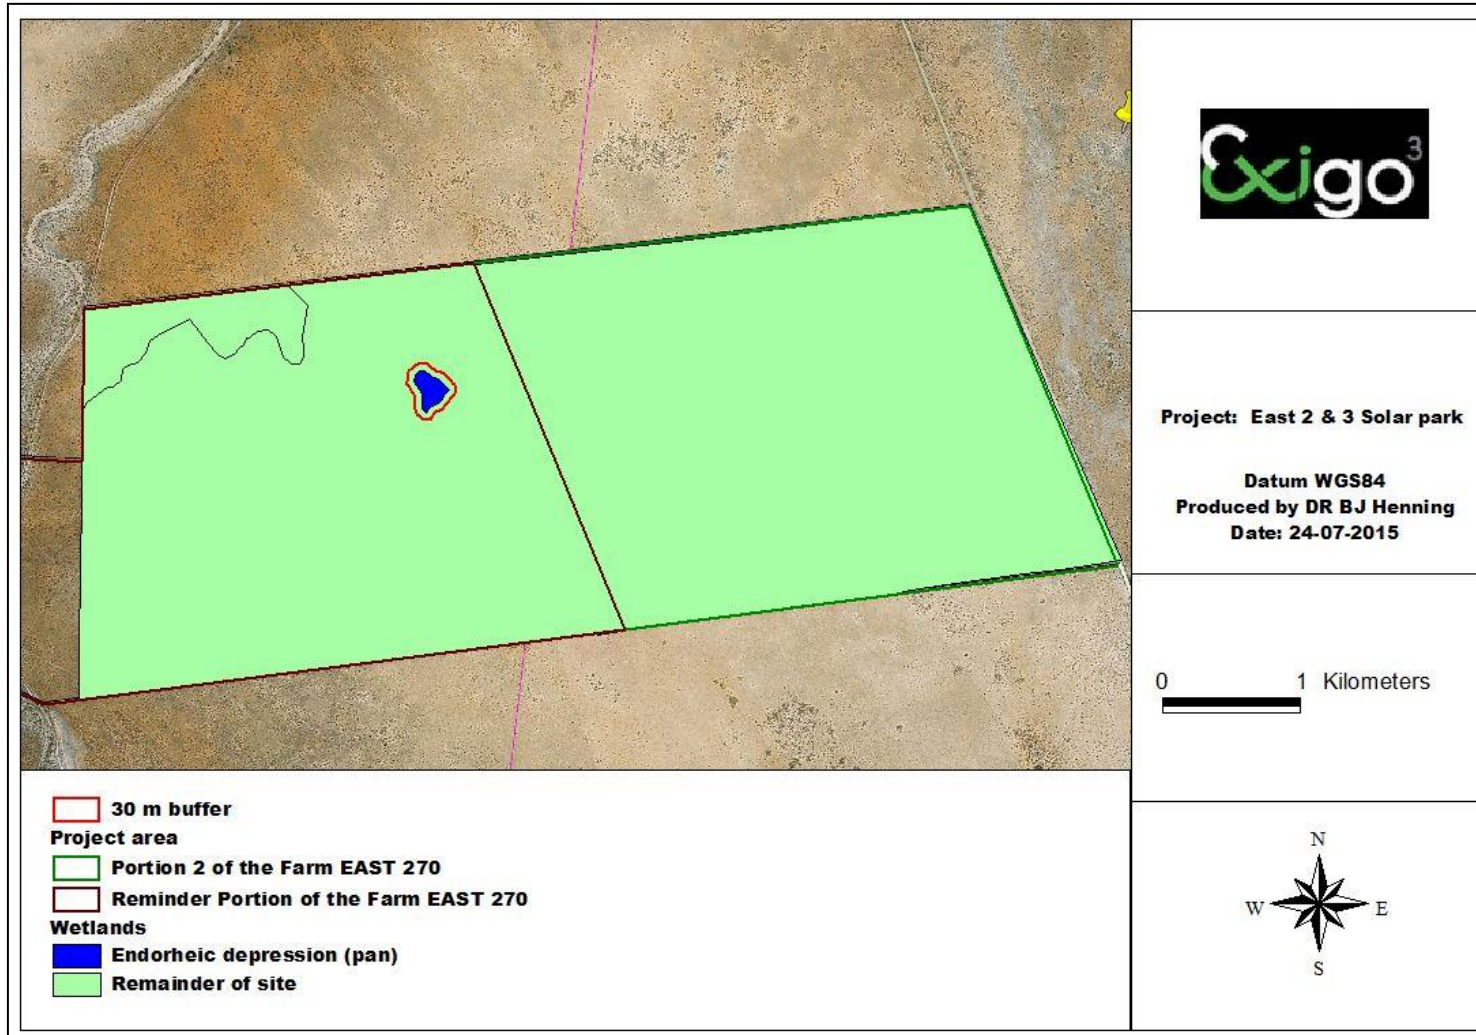 Exigo3
Project: East 2 & 3 Solar park
Datum WGS84
Produced by DR BJ Henning
Date: 24-07-2015
0 1 Kilometers
N
W E
S
30 m buffer
Project area
Portion 2 of the Farm EAST 270
Reminder Portion of the Farm EAST 270
Wetlands
Endorheic depression (pan)
Remainder of site